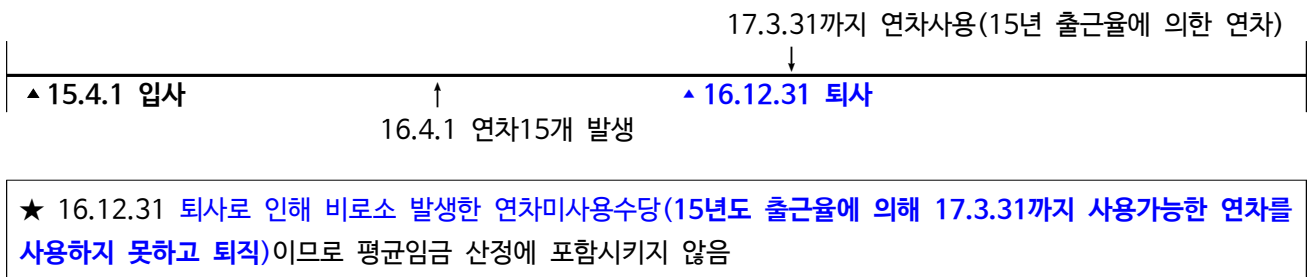 17.3.31까지 연차사용(15년 출근율에 의한 연차)
▲15.4.1 입사
▲ 16.12.31 퇴사
16.4.1 연차15개 발생
★ 16.12.31 퇴사로 인해 비로소 발생한 연차미사용수당(15년도 출근율에 의해 17.3.31까지 사용가능한 연차를
사용하지 못하고 퇴직)이므로 평균임금 산정에 포함시키지 않음